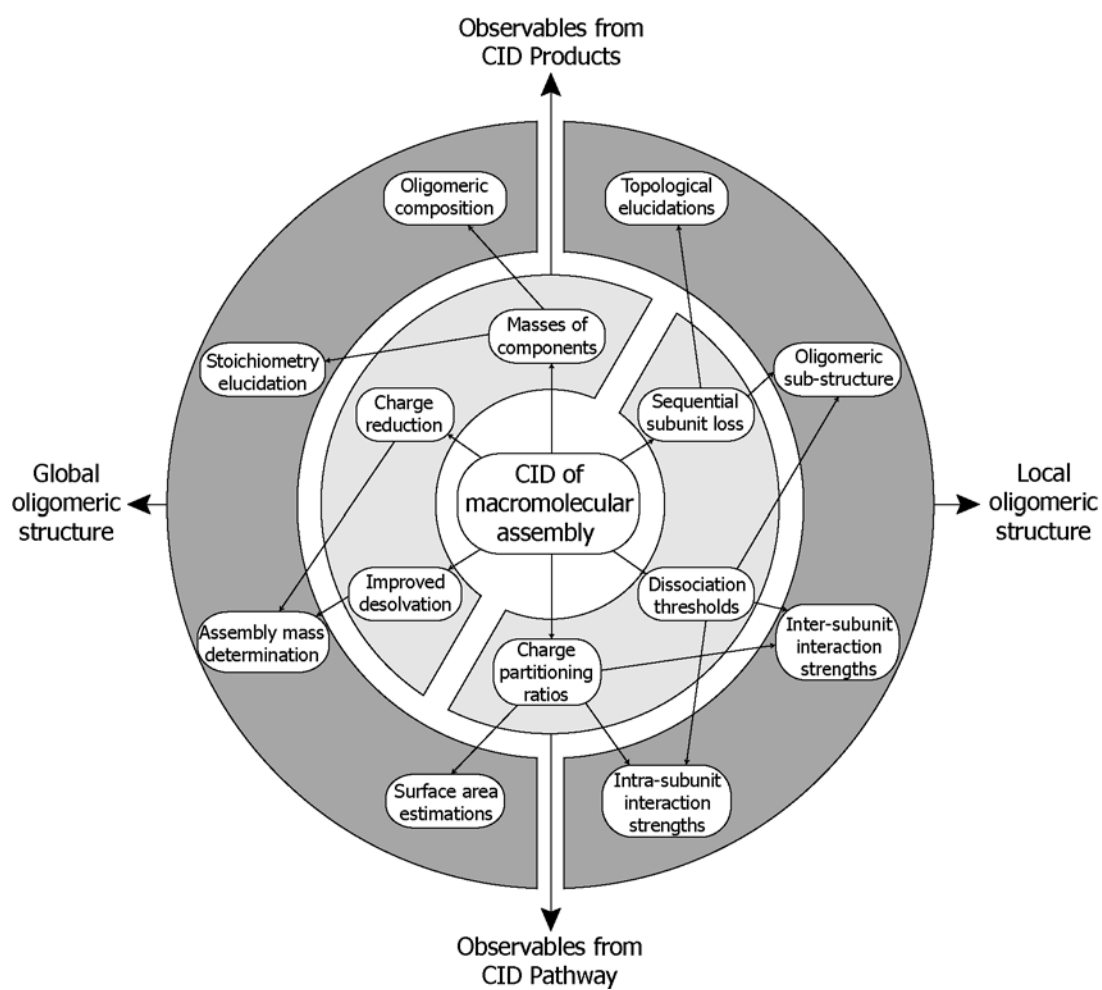 Observables from
CID Products
Oligomeric
composition
Topological
elucidations
Masses of
components
Stoichiometry
elucidation
Oligomeric
sub-structure
Charge
reduction
Sequential
subunit loss
CID of
macromolecular
assembly
Global
oligomeric
structure
Local
oligomeric
structure
Improved
desolvation
Dissociation
thresholds
Assembly mass
determination
Inter-subunit
interaction
strengths
Charge
partitioning
ratios
Surface area
estimations
Intra-subunit
interaction
strengths
Observables from
CID Pathway